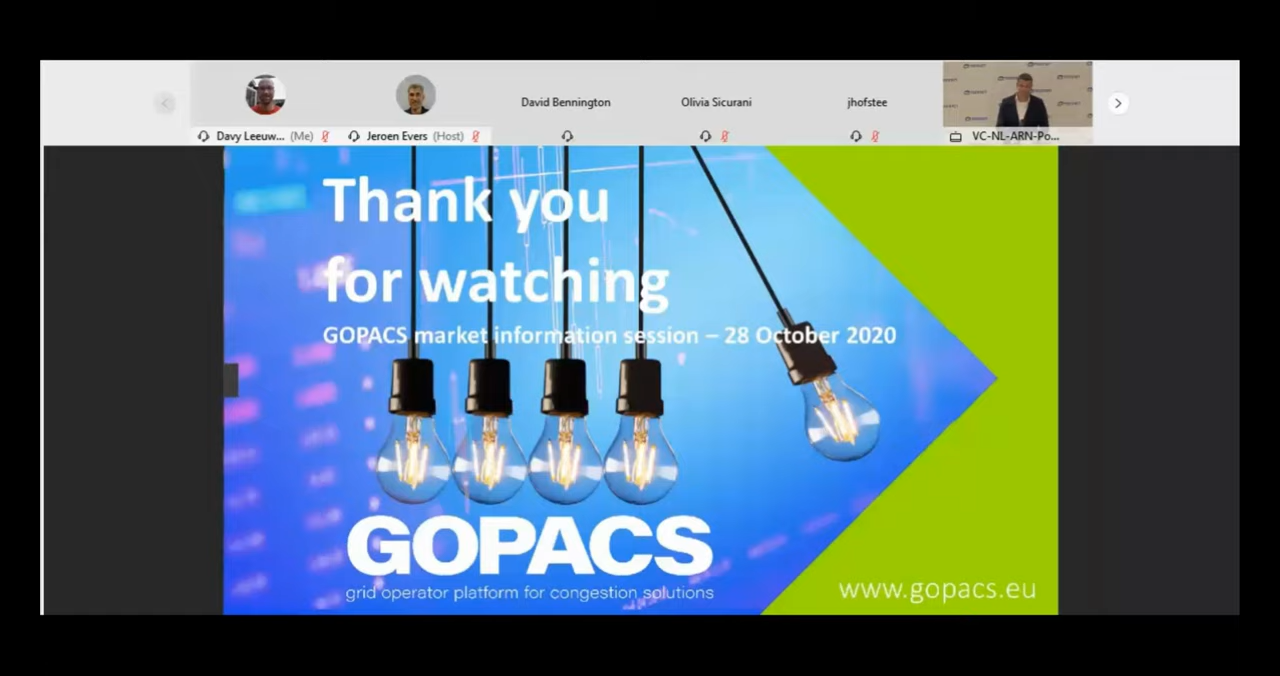 David Bennington
Olivia Sicurani
jhofstee
Davy Leeuw... (Me)
Jeroen Evers (Host)
VC-NL-ARN-Po...
Thank you
for watching
GOPACS market information session – 28 October 2020
GOPACS
grid operator platform for congestion solutions
www.gopacs.eu